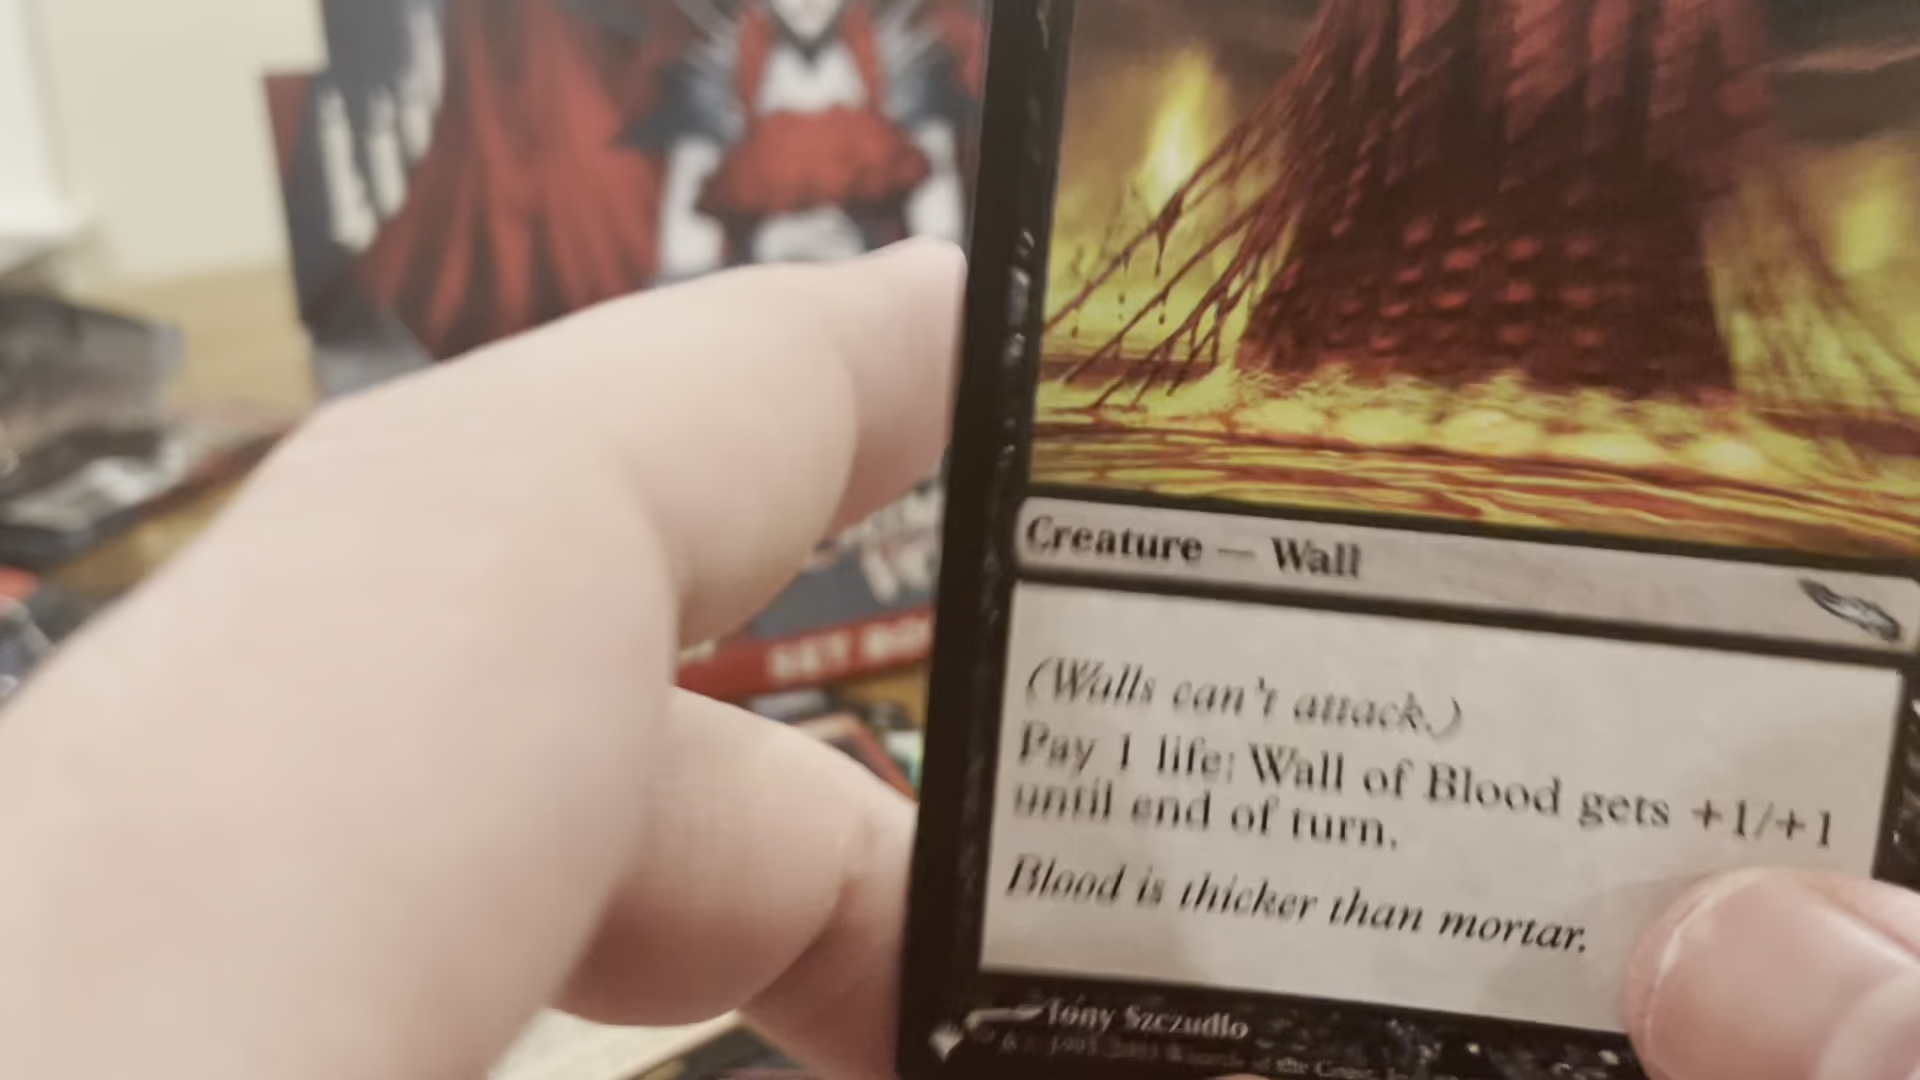 Creature — Wall
(Walls can't attack.)
Pay 1 life: Wall of Blood gets +1/+1
until end of turn.
Blood is thicker than mortar.
Tony Szczudlo